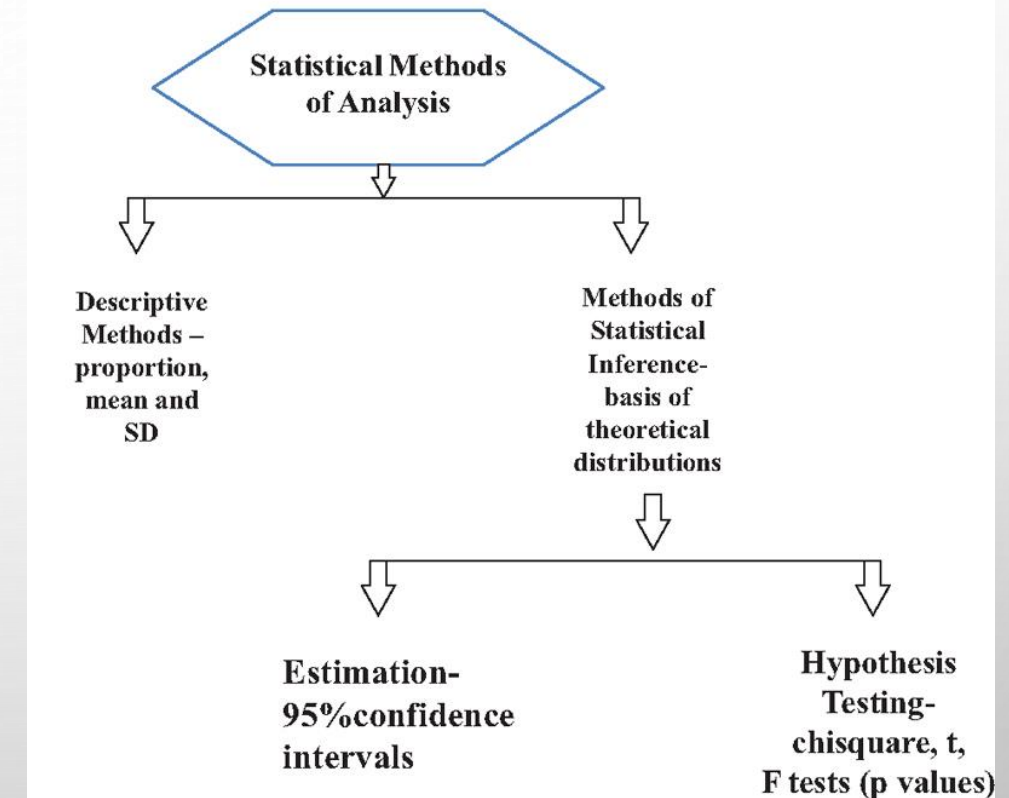 Statistical Methods
of Analysis
Descriptive
Methods –
proportion,
mean and
SD
Methods of
Statistical
Inference-
basis of
theoretical
distributions
Estimation-
95%confidence
intervals
Hypothesis
Testing-
chisquare, t,
F tests (p values)